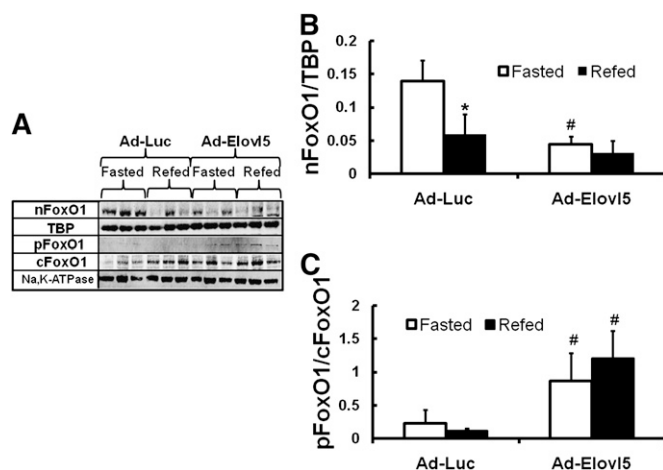 A
Ad-Luc Ad-Elovl5
Fasted Refed Fasted Refed
nFoxO1
TBP
pFoxO1
cFoxO1
Na,K-ATPase
B
nFoxO1/TBP
0.2
0.15
0.1
0.05
0
Fasted Refed
*
#
Ad-Luc Ad-Elovl5
C
pFoxO1/cFoxO1
2
1.5
1
0.5
0
Fasted Refed
# #
Ad-Luc Ad-Elovl5